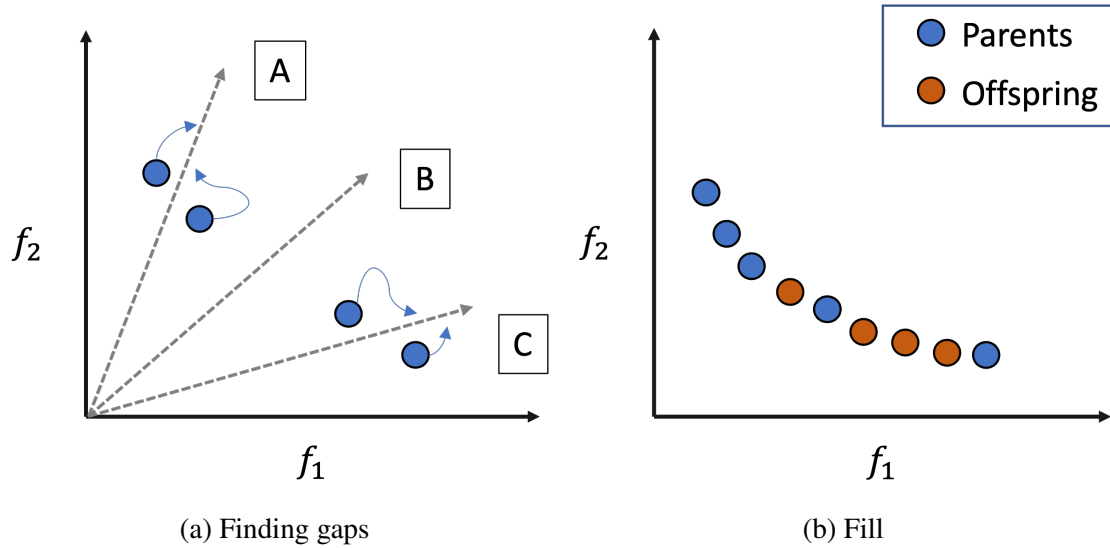 A
B
C
f₂
f₁
(a) Finding gaps
Parents
Offspring
f₂
f₁
(b) Fill